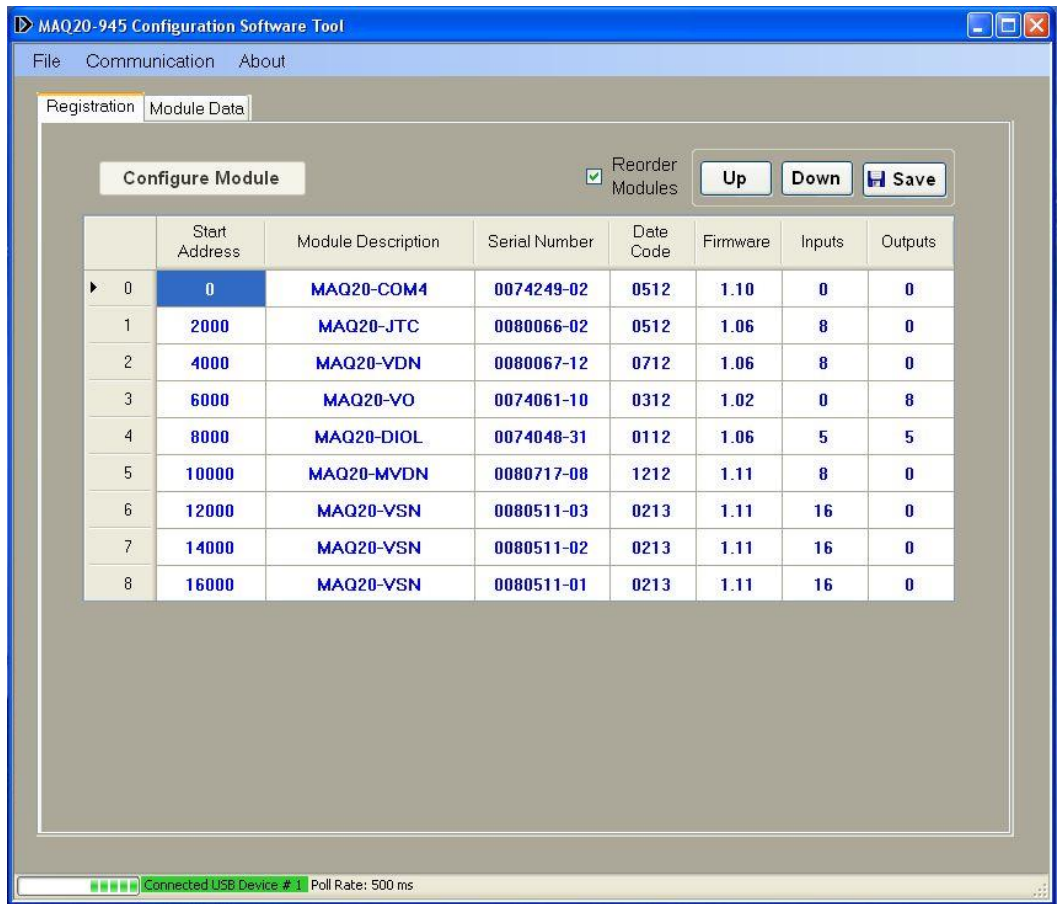 MAQ20-945 Configuration Software Tool
File Communication About
Registration Module Data
Configure Module Reorder Modules Up Down Save
Start Address Module Description Serial Number Date Code Firmware Inputs Outputs
0 0 MAQ20-COM4 0074249-02 0512 1.10 0 0
1 2000 MAQ20-JTC 0080066-02 0512 1.06 8 0
2 4000 MAQ20-VDN 0080067-12 0712 1.06 8 0
3 6000 MAQ20-VO 0074061-10 0312 1.02 0 8
4 8000 MAQ20-DIOL 0074048-31 0112 1.06 5 5
5 10000 MAQ20-MVDN 0080717-08 1212 1.11 8 0
6 12000 MAQ20-VSN 0080511-03 0213 1.11 16 0
7 14000 MAQ20-VSN 0080511-02 0213 1.11 16 0
8 16000 MAQ20-VSN 0080511-01 0213 1.11 16 0
Connected USB Device # 1 Poll Rate: 500 ms